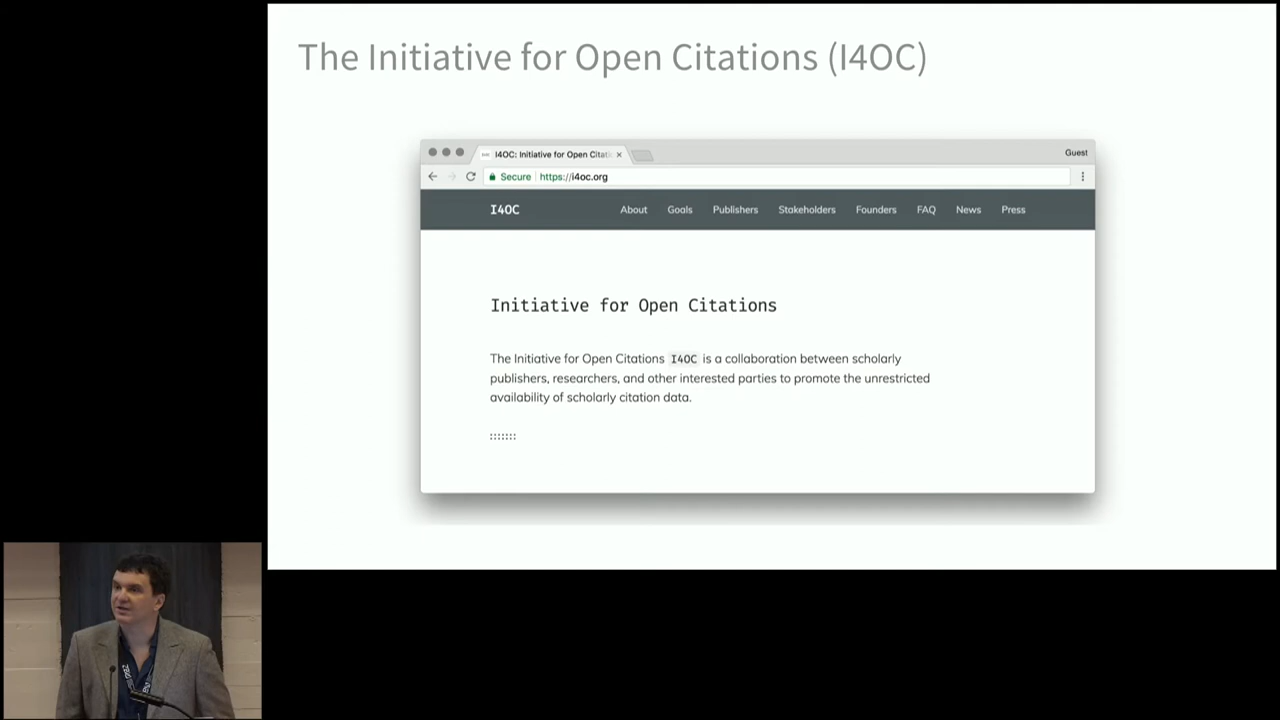 The Initiative for Open Citations (I4OC)
I4OC: Initiative for Open Citati
Guest
Secure https://i4oc.org
I4OC About Goals Publishers Stakeholders Founders FAQ News Press
Initiative for Open Citations
The Initiative for Open Citations I4OC is a collaboration between scholarly
publishers, researchers, and other interested parties to promote the unrestricted
availability of scholarly citation data.